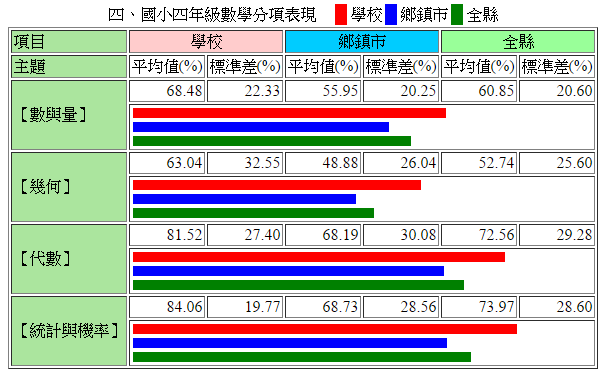 四、國小四年級數學分項表現 學校 鄉鎮市 全縣
項目 學校 鄉鎮市 全縣
主題 平均值(%) 標準差(%) 平均值(%) 標準差(%) 平均值(%) 標準差(%)
【數與量】 68.48 22.33 55.95 20.25 60.85 20.60
【幾何】 63.04 32.55 48.88 26.04 52.74 25.60
【代數】 81.52 27.40 68.19 30.08 72.56 29.28
【統計與機率】 84.06 19.77 68.73 28.56 73.97 28.60